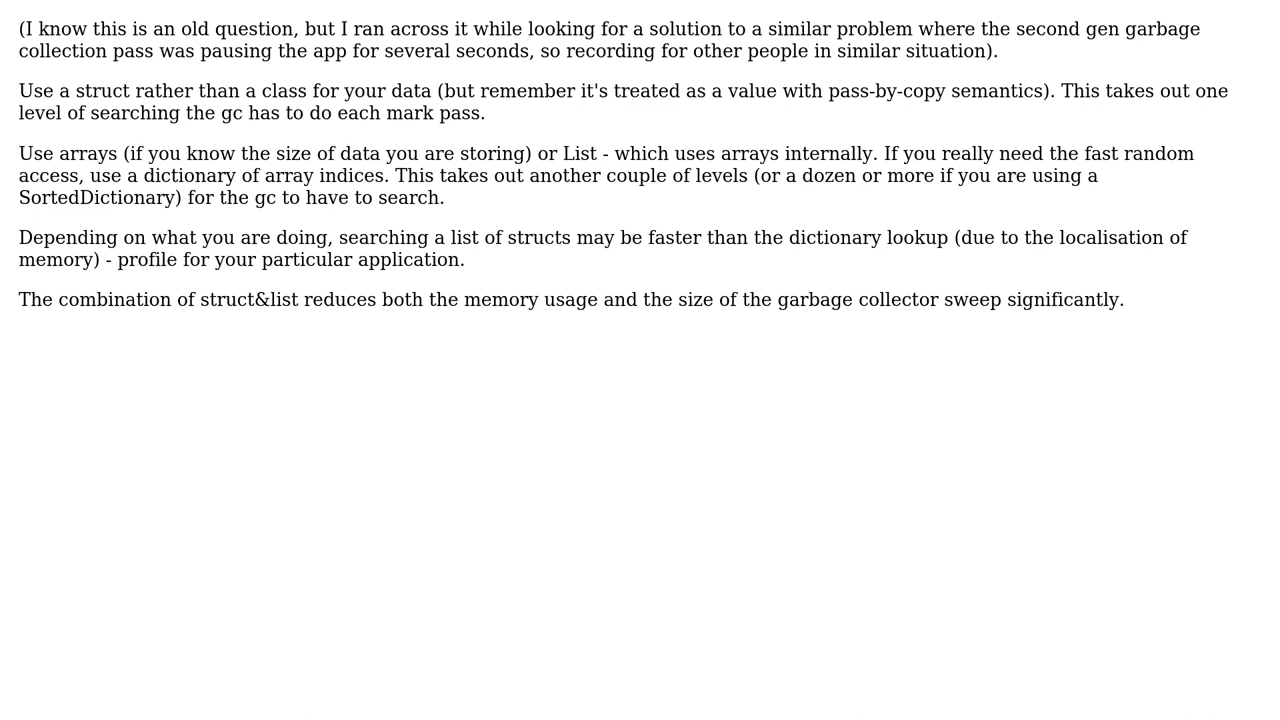 (I know this is an old question, but I ran across it while looking for a solution to a similar problem where the second gen garbage
collection pass was pausing the app for several seconds, so recording for other people in similar situation).
Use a struct rather than a class for your data (but remember it's treated as a value with pass-by-copy semantics). This takes out one
level of searching the gc has to do each mark pass.
Use arrays (if you know the size of data you are storing) or List - which uses arrays internally. If you really need the fast random
access, use a dictionary of array indices. This takes out another couple of levels (or a dozen or more if you are using a
SortedDictionary) for the gc to have to search.
Depending on what you are doing, searching a list of structs may be faster than the dictionary lookup (due to the localisation of
memory) - profile for your particular application.
The combination of struct&list reduces both the memory usage and the size of the garbage collector sweep significantly.